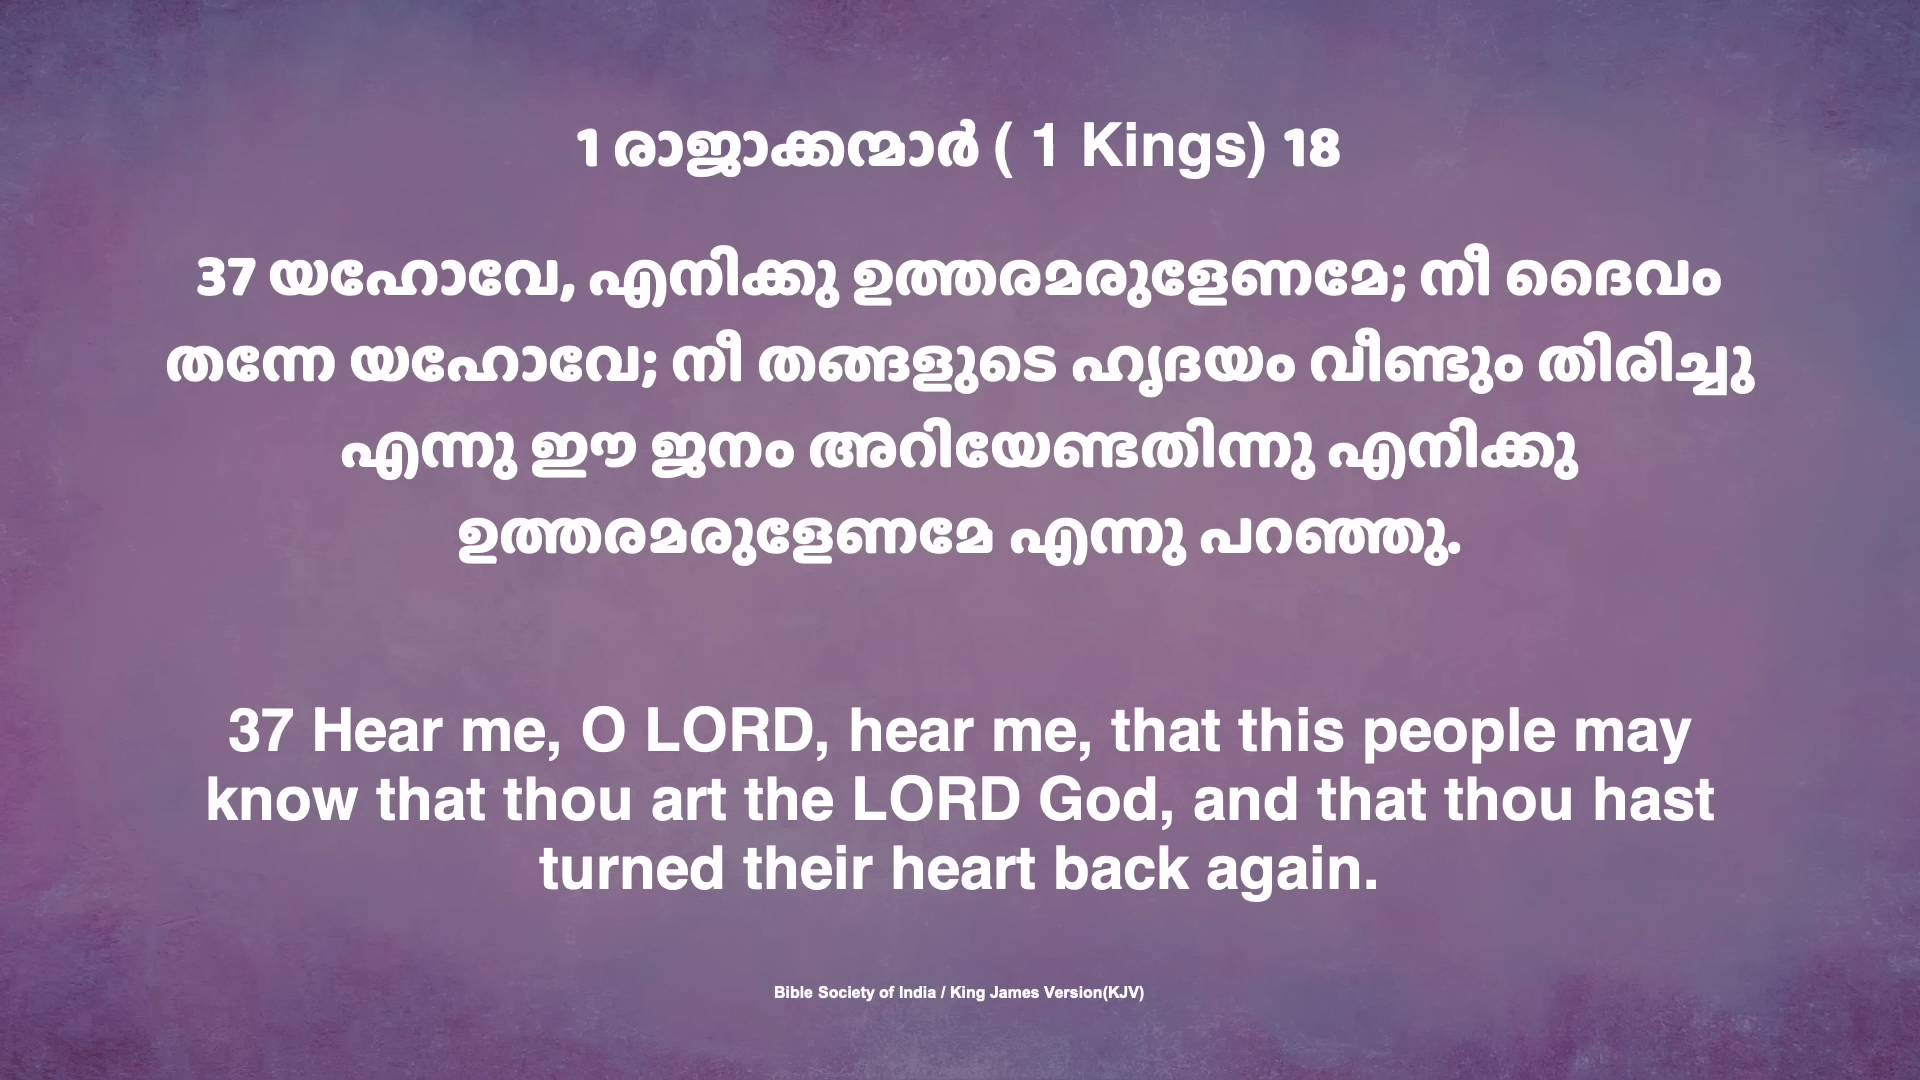 1 രാജാക്കന്മാർ ( 1 Kings) 18
37 യഹോവേ, എനിക്കു ഉത്തരമരുളേണമേ; നീ ദൈവം
തന്നേ യഹോവേ; നീ തങ്ങളുടെ ഹൃദയം വീണ്ടും തിരിച്ചു
എന്നു ഈ ജനം അറിയേണ്ടതിന്നു എനിക്കു
ഉത്തരമരുളേണമേ എന്നു പറഞ്ഞു.
37 Hear me, O LORD, hear me, that this people may
know that thou art the LORD God, and that thou hast
turned their heart back again.
Bible Society of India / King James Version(KJV)